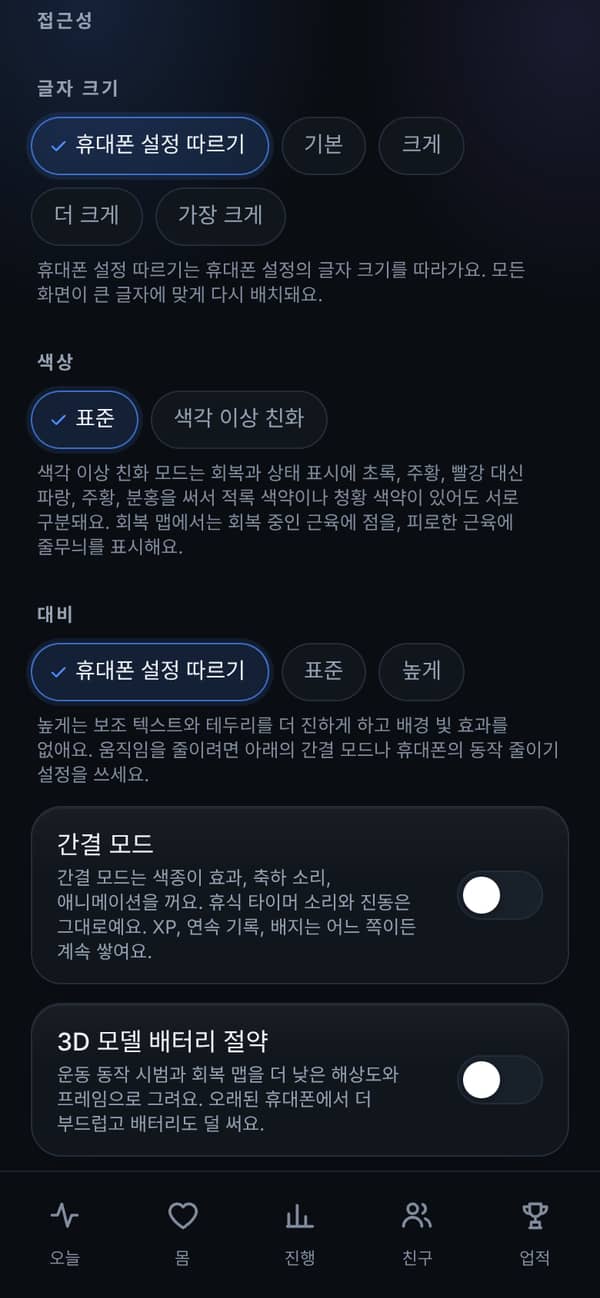 접근성
글자 크기
휴대폰 설정 따르기
기본
크게
더 크게
가장 크게
휴대폰 설정 따르기는 휴대폰 설정의 글자 크기를 따라가요. 모든
화면이 큰 글자에 맞게 다시 배치돼요.
색상
표준
색각 이상 친화
색각 이상 친화 모드는 회복과 상태 표시에 초록, 주황, 빨강 대신
파랑, 주황, 분홍을 써서 적록 색약이나 청황 색약이 있어도 서로
구분돼요. 회복 맵에서는 회복 중인 근육에 점을, 피로한 근육에
줄무늬를 표시해요.
대비
휴대폰 설정 따르기
표준
높게
높게는 보조 텍스트와 테두리를 더 진하게 하고 배경 빛 효과를
없애요. 움직임을 줄이려면 아래의 간결 모드나 휴대폰의 동작 줄이기
설정을 쓰세요.
간결 모드
간결 모드는 색종이 효과, 축하 소리,
애니메이션을 꺼요. 휴식 타이머 소리와 진동은
그대로예요. XP, 연속 기록, 배지는 어느 쪽이든
계속 쌓여요.
3D 모델 배터리 절약
운동 동작 시범과 회복 맵을 더 낮은 해상도와
프레임으로 그려요. 오래된 휴대폰에서 더
부드럽고 배터리도 덜 써요.
오늘
몸
진행
친구
업적